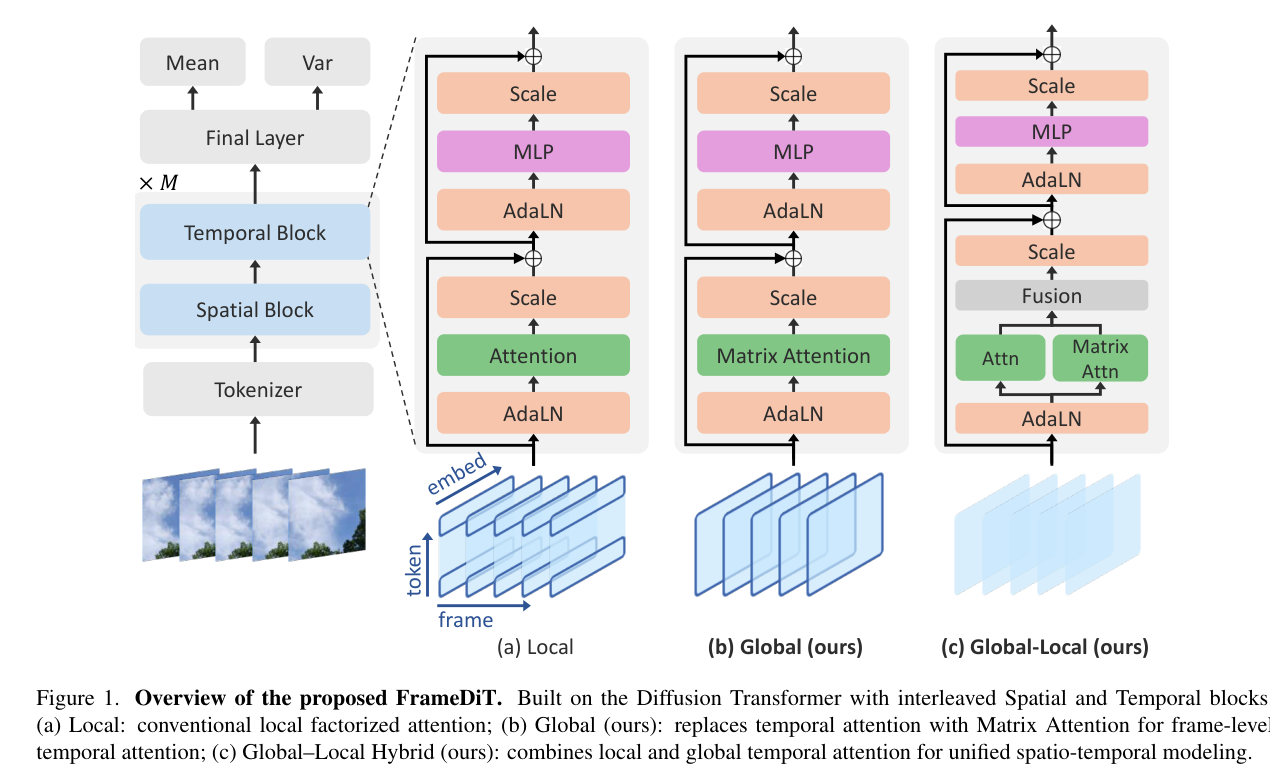 Mean
Var
Final Layer
× M
Temporal Block
Spatial Block
Tokenizer
Scale
MLP
AdaLN
Scale
Attention
AdaLN
embed
token
frame
(a) Local
Scale
MLP
AdaLN
Scale
Matrix Attention
AdaLN
(b) Global (ours)
Scale
MLP
AdaLN
Scale
Fusion
Attn
Matrix
Attn
AdaLN
(c) Global-Local (ours)
Figure 1. Overview of the proposed FrameDiT. Built on the Diffusion Transformer with interleaved Spatial and Temporal blocks
(a) Local: conventional local factorized attention; (b) Global (ours): replaces temporal attention with Matrix Attention for frame-level
temporal attention; (c) Global–Local Hybrid (ours): combines local and global temporal attention for unified spatio-temporal modeling.